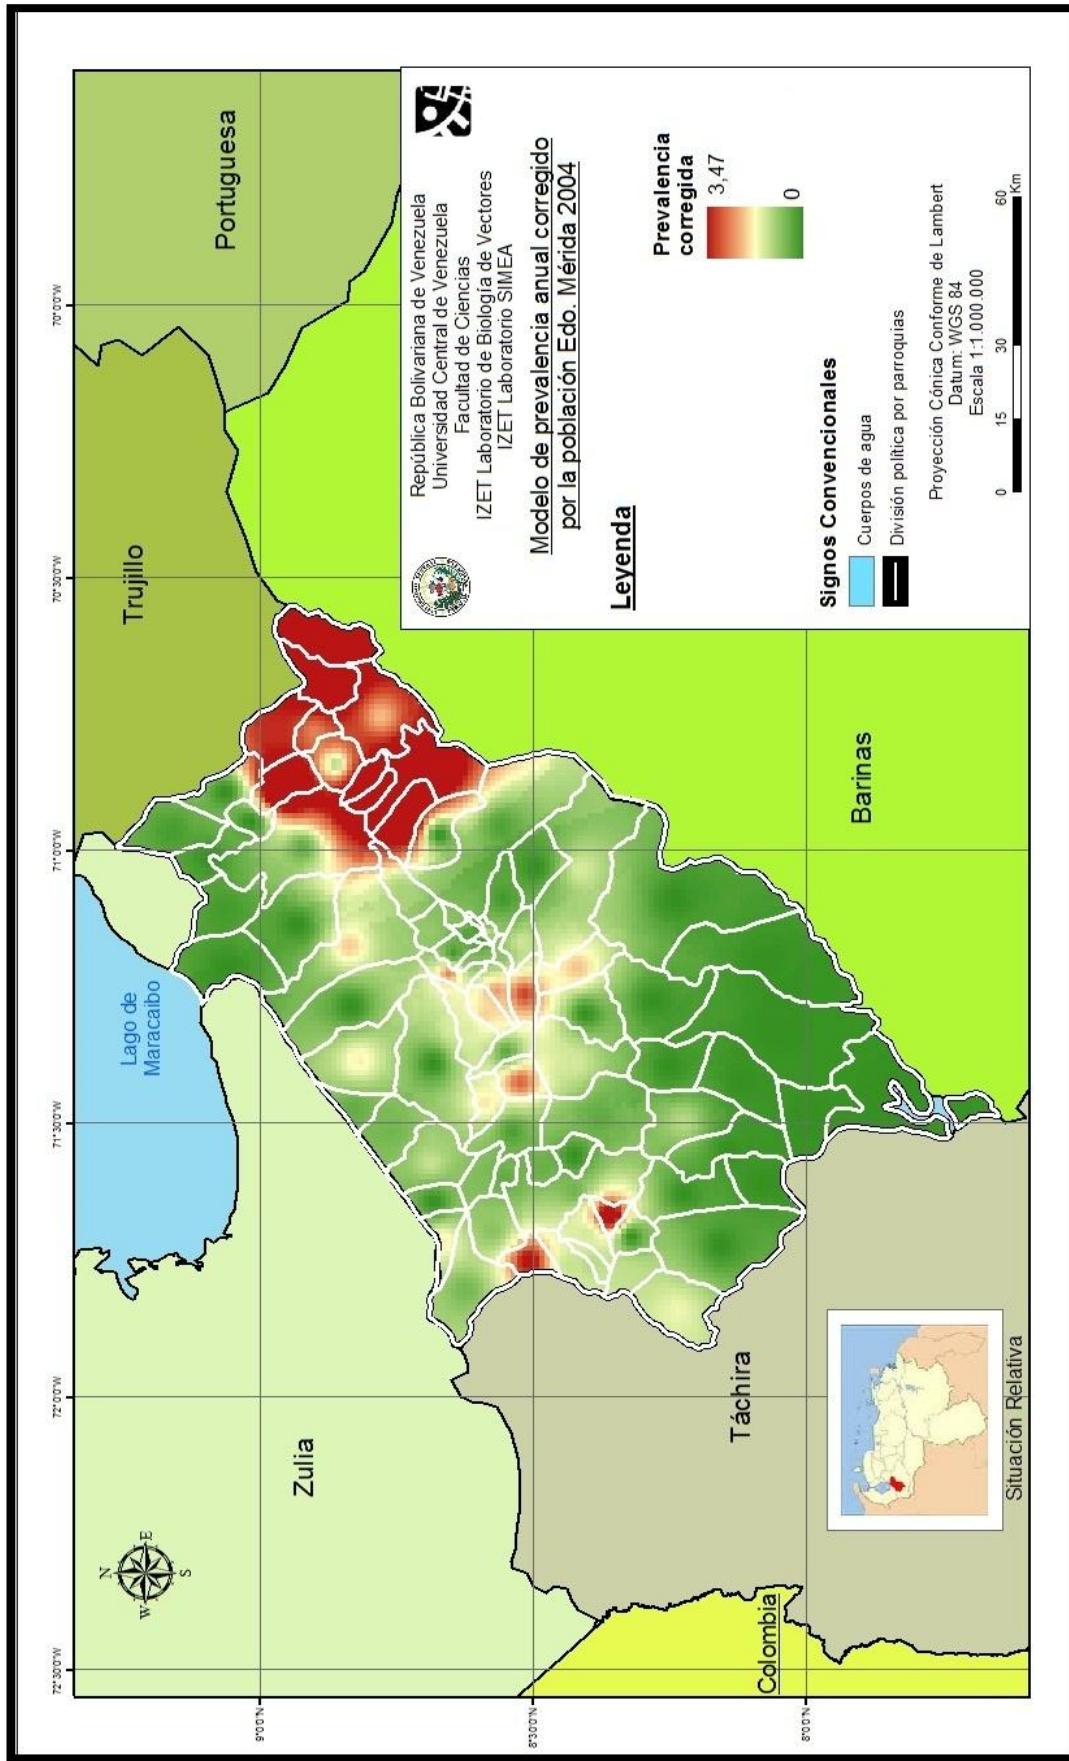 72°30'0"W
72°0'0"W
71°30'0"W
71°0'0"W
70°30'0"W
70°0'0"W
9°0'0"N
8°30'0"N
8°0'0"N
N
W
E
S
Zulia
Lago de
Maracaibo
Trujillo
Portuguesa
Táchira
Barinas
Colombia
Situación Relativa
República Bolivariana de Venezuela
Universidad Central de Venezuela
Facultad de Ciencias
IZET Laboratorio de Biología de Vectores
IZET Laboratorio SIMEA
Modelo de prevalencia anual corregido
por la población Edo. Mérida 2004
Leyenda
Prevalencia
corregida
3,47
0
Signos Convencionales
Cuerpos de agua
División política por parroquias
Proyección Cónica Conforme de Lambert
Datum: WGS 84
Escala 1:1.000.000
0 15 30 60
Km